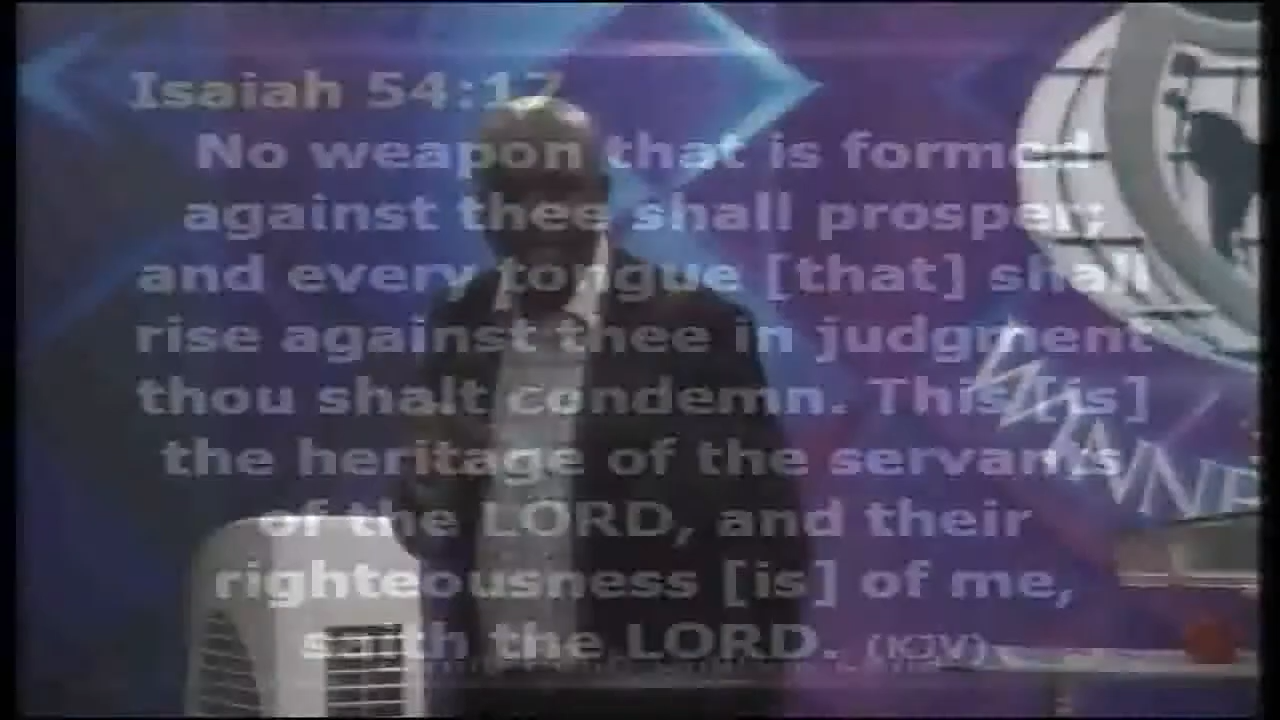 Isaiah 54:17
No weapon that is formed
against thee shall prosper;
and every tongue [that] shall
rise against thee in judgment
thou shalt condemn. This [is]
the heritage of the servants
of the LORD, and their
righteousness [is] of me,
saith the LORD. (KJV)